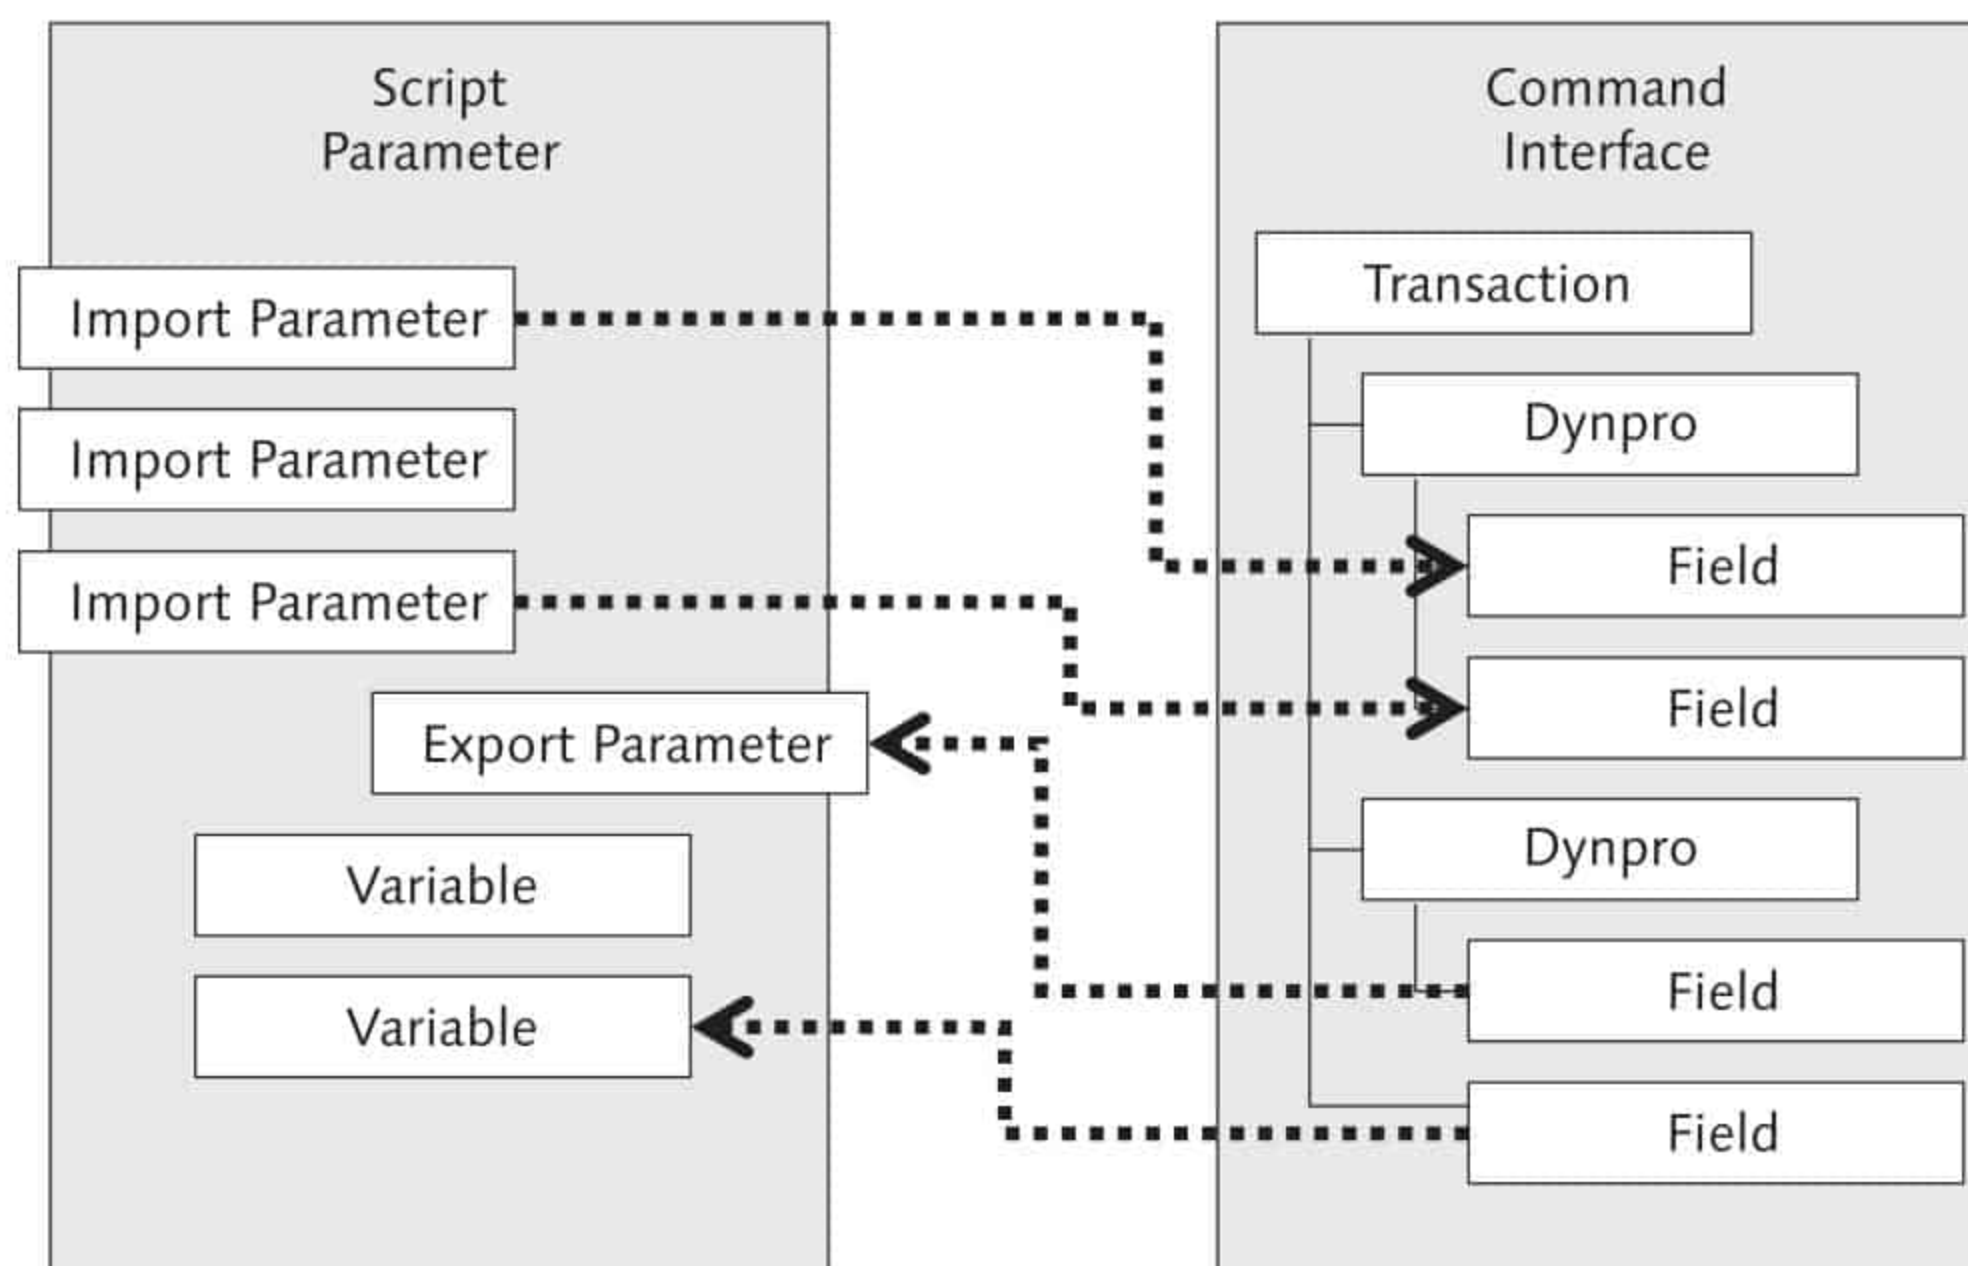 Script
Parameter
Import Parameter
Import Parameter
Import Parameter
Export Parameter
Variable
Variable
Command
Interface
Transaction
Dynpro
Field
Field
Dynpro
Field
Field